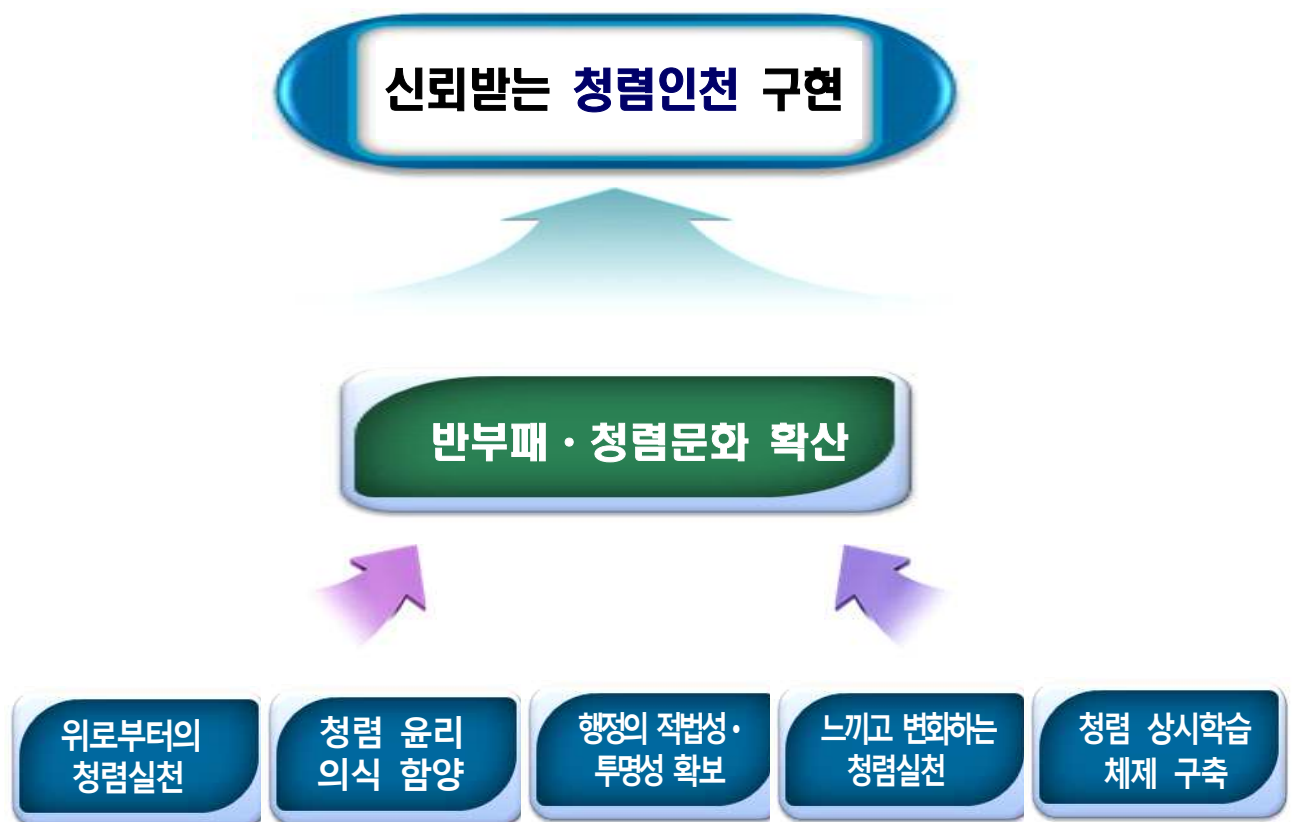 신뢰받는 청렴인천 구현
반부패·청렴문화 확산
위로부터의
청렴실천
청렴 윤리
의식 함양
행정의 적법성·
투명성 확보
느끼고 변화하는
청렴실천
청렴 상시학습
체제 구축